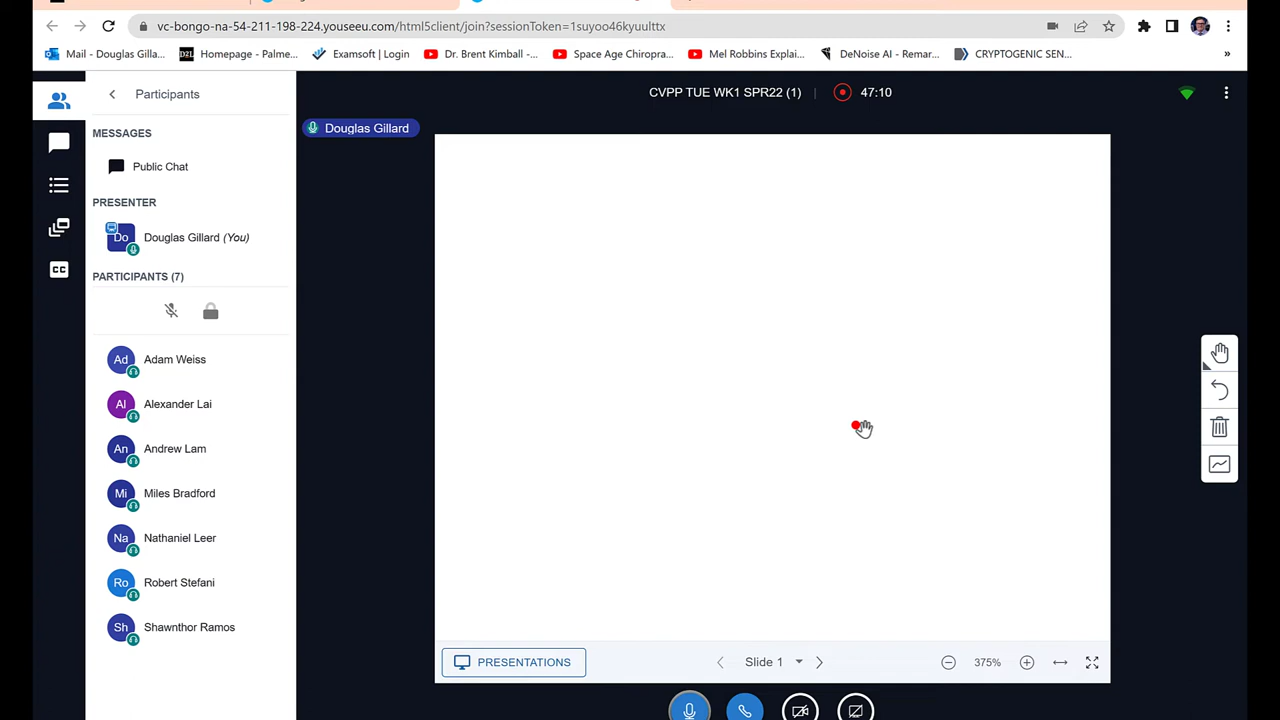 vc-bongo-na-54-211-198-224.youseeu.com/html5client/join?sessionToken=1suyoo46kyuulttx
Mail - Douglas Gilla...
Homepage - Palme...
Examsoft | Login
Dr. Brent Kimball -...
Space Age Chiropra...
Mel Robbins Explai...
DeNoise AI - Remar...
CRYPTOGENIC SEN...
»
Participants
CVPP TUE WK1 SPR22 (1)
47:10
Douglas Gillard
MESSAGES
Public Chat
PRESENTER
Do
Douglas Gillard (You)
CC
PARTICIPANTS (7)
Ad
Adam Weiss
Al
Alexander Lai
An
Andrew Lam
Mi
Miles Bradford
Na
Nathaniel Leer
Ro
Robert Stefani
Sh
Shawnthor Ramos
PRESENTATIONS
Slide 1
375%